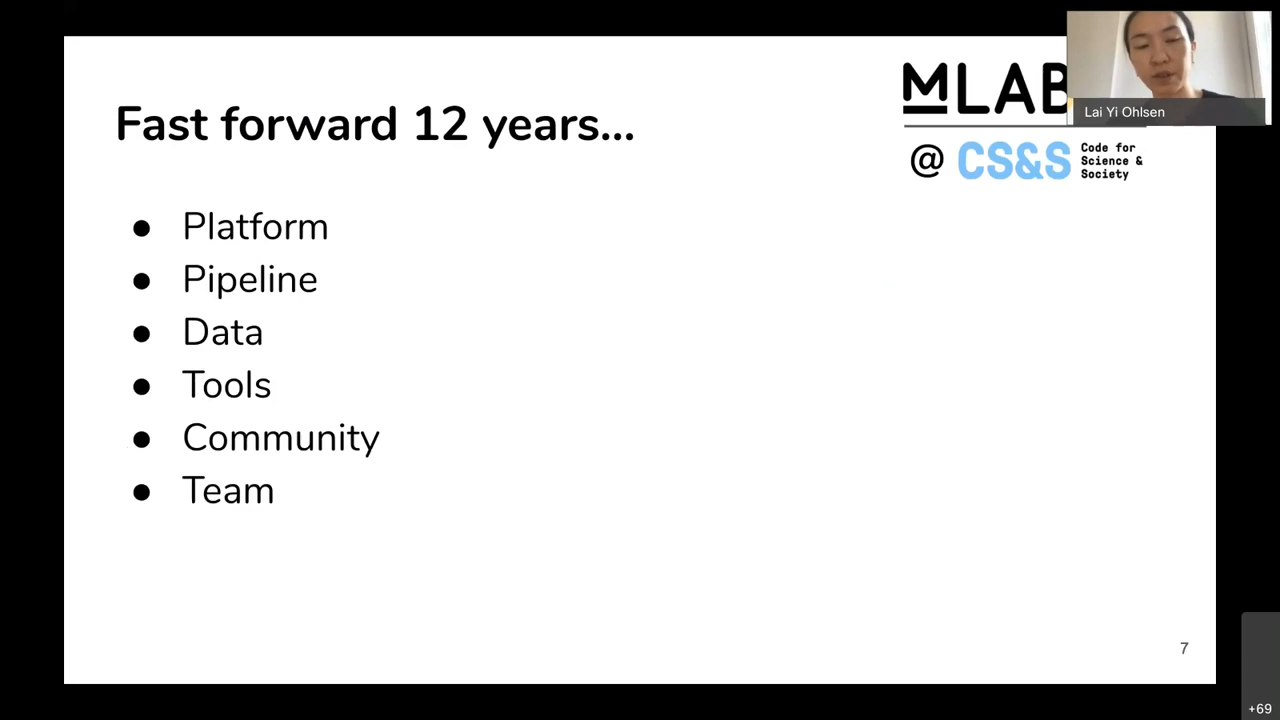 Fast forward 12 years...
MLAB
@ CS&S Code for
Science &
Society
Lai Yi Ohlsen
● Platform
● Pipeline
● Data
● Tools
● Community
● Team
7
+69